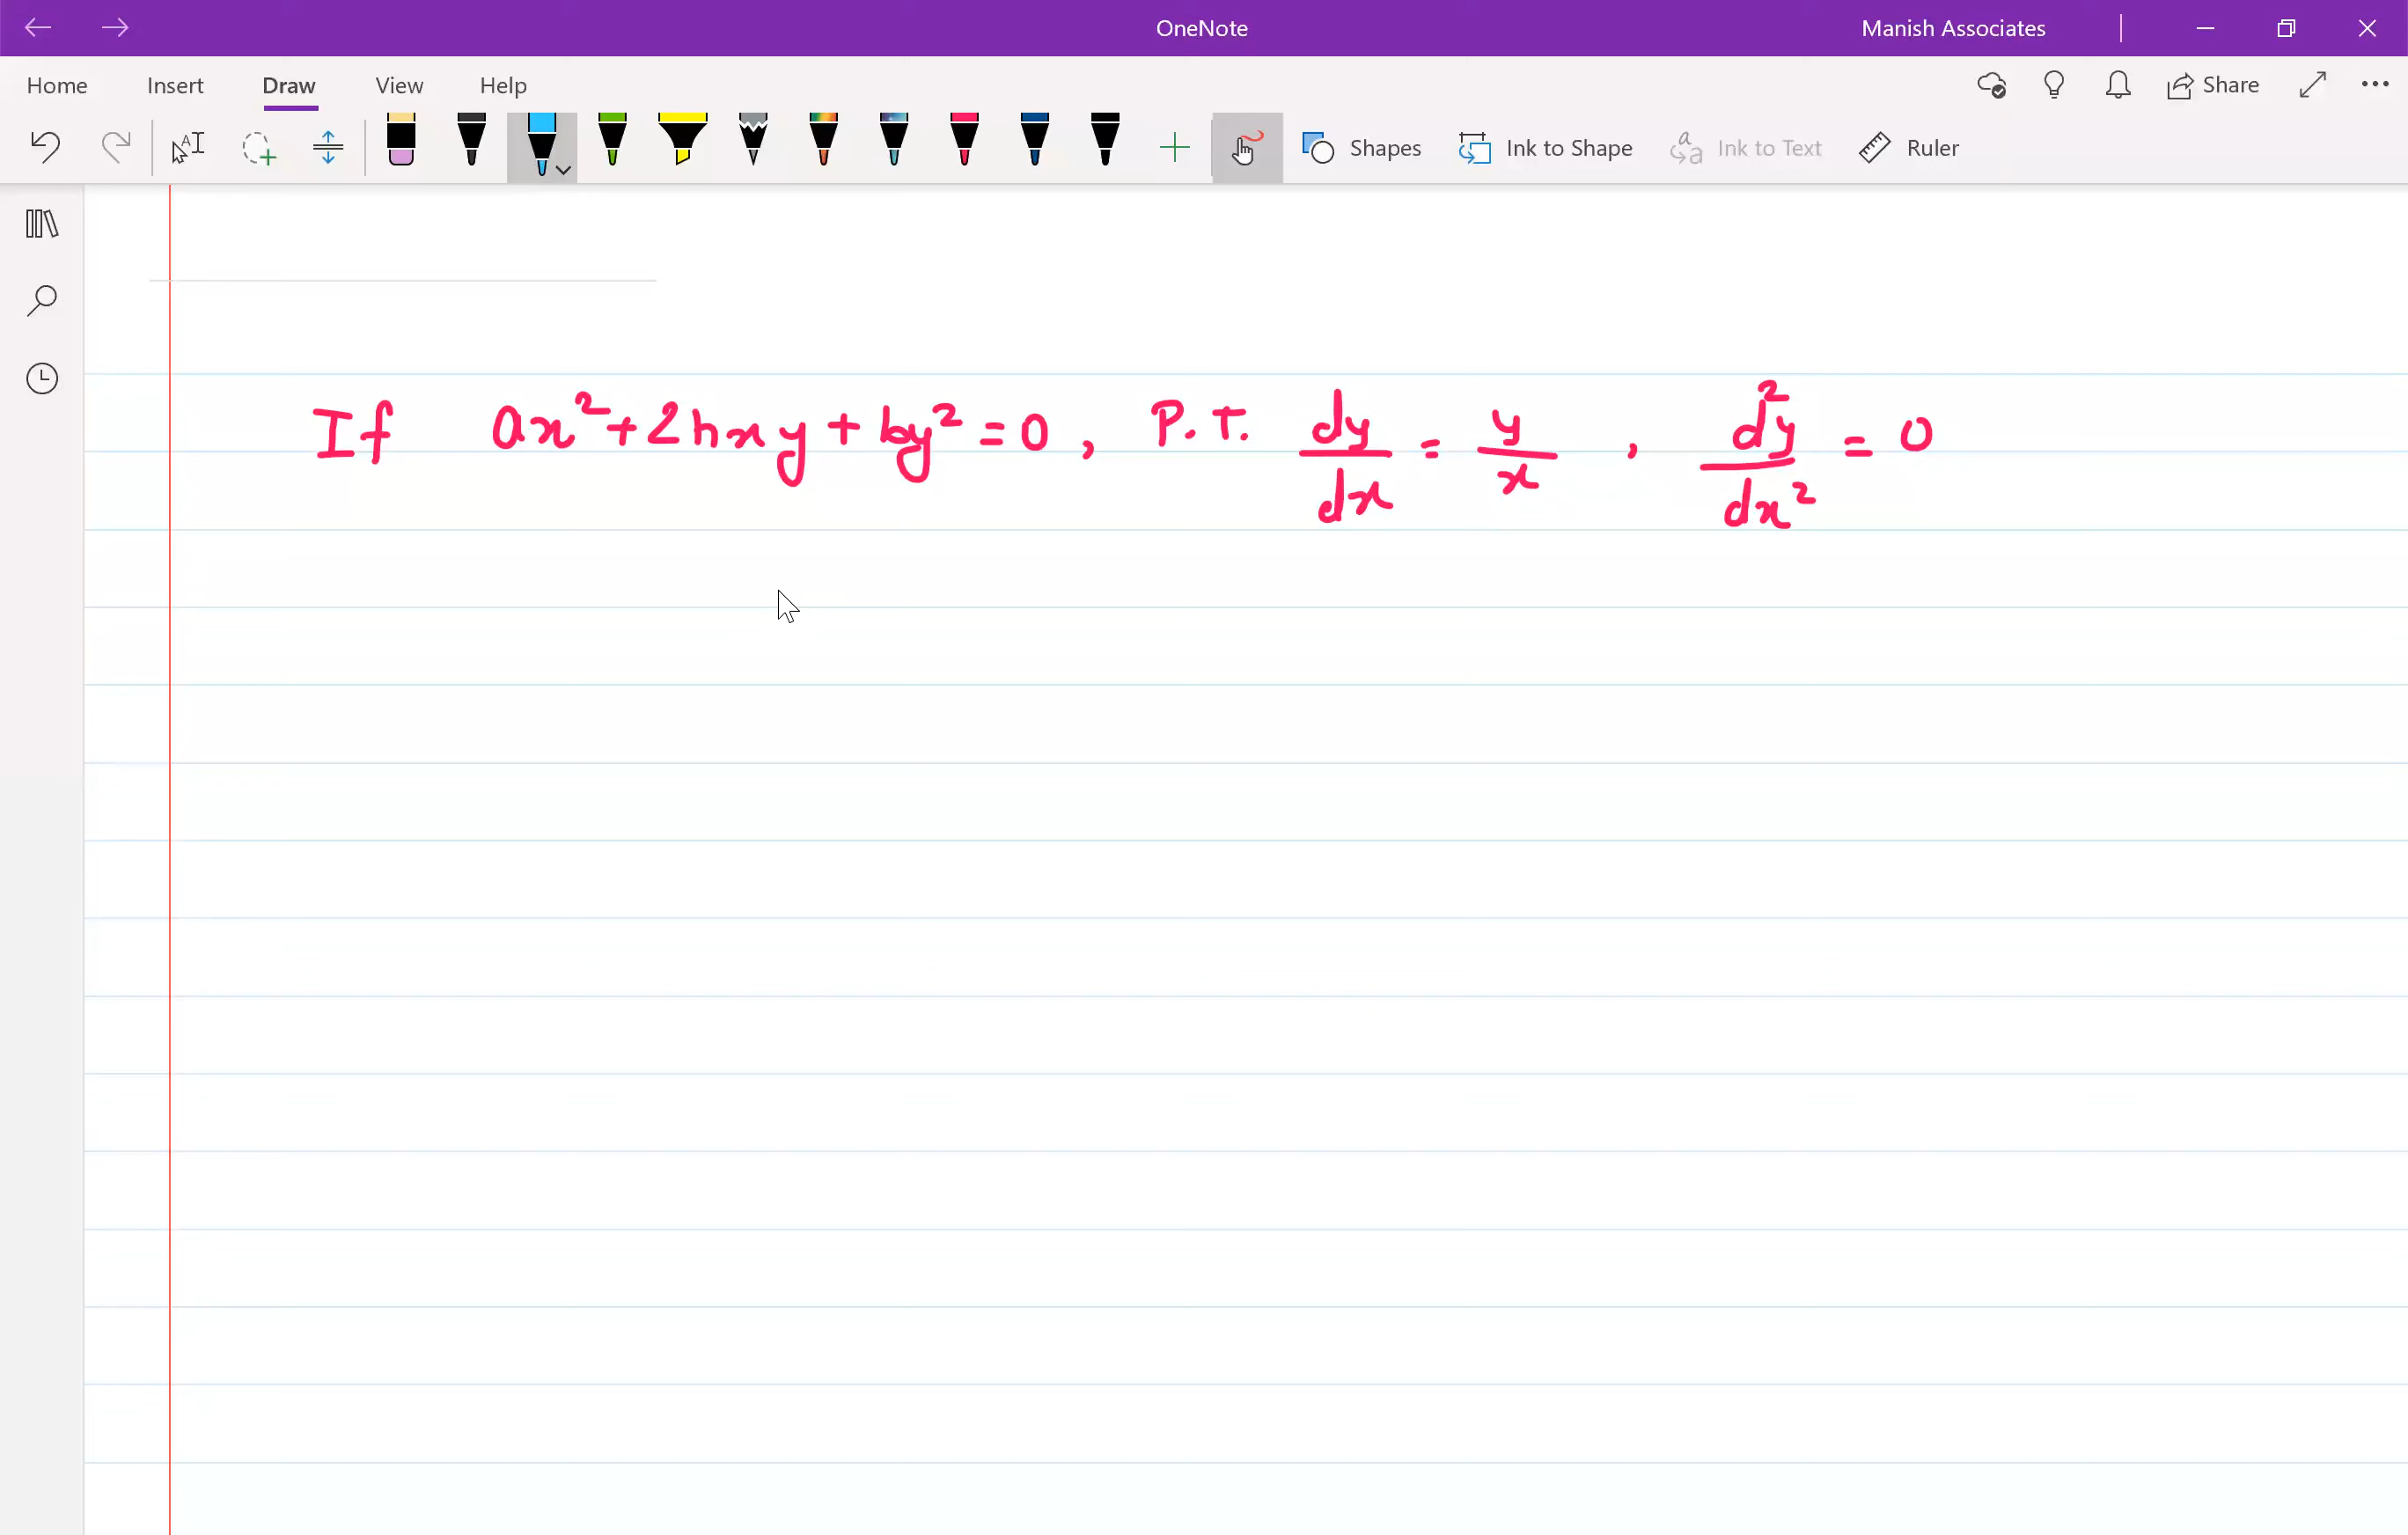 OneNote Manish Associates
Home Insert Draw View Help Share
Shapes Ink to Shape Ink to Text Ruler
If ax²+2hxy+by²=0, P.T. dy/dx = y/x , d²y/dx² = 0